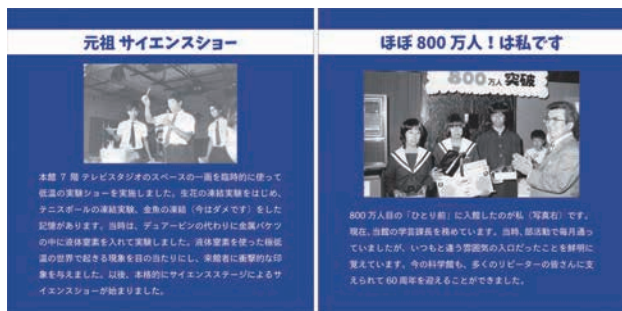 元祖 サイエンスショー
本館 7 階テレビスタジオのスペースの一画を臨時的に使って
低温の実験ショーを実施しました。生花の凍結実験をはじめ、
テニスボールの凍結実験、金魚の凍結（今はダメです）をした
記憶があります。当時は、デュアービンの代わりに金属バケツ
の中に液体窒素を入れて実験しました。液体窒素を使った極低
温の世界で起きる現象を目の当たりにし、来館者に衝撃的な印
象を与えました。以後、本格的にサイエンスステージによるサ
イエンスショーが始まりました。
ほぼ 800 万人！は私です
800万人 突破
800 万人目の「ひとり前」に入館したのが私（写真右）です。
現在、当館の学芸課長を務めています。当時、部活動で毎月通っ
ていましたが、いつもと違う雰囲気の入口だったことを鮮明に
覚えています。今の科学館も、多くのリピーターの皆さんに支
えられて 60 周年を迎えることができました。